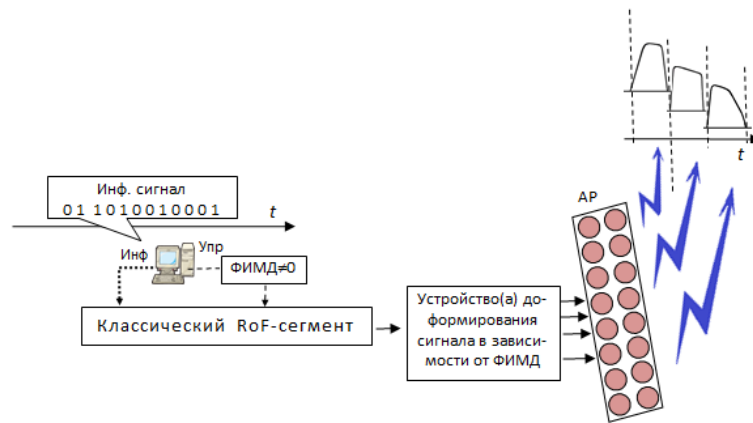 t
Инф. сигнал
01 1010010001
t
АР
Инф
Упр
ФИМД≠0
Классический RoF-сегмент
Устройство(а) до-
формирования
сигнала в зависи-
мости от ФИМД